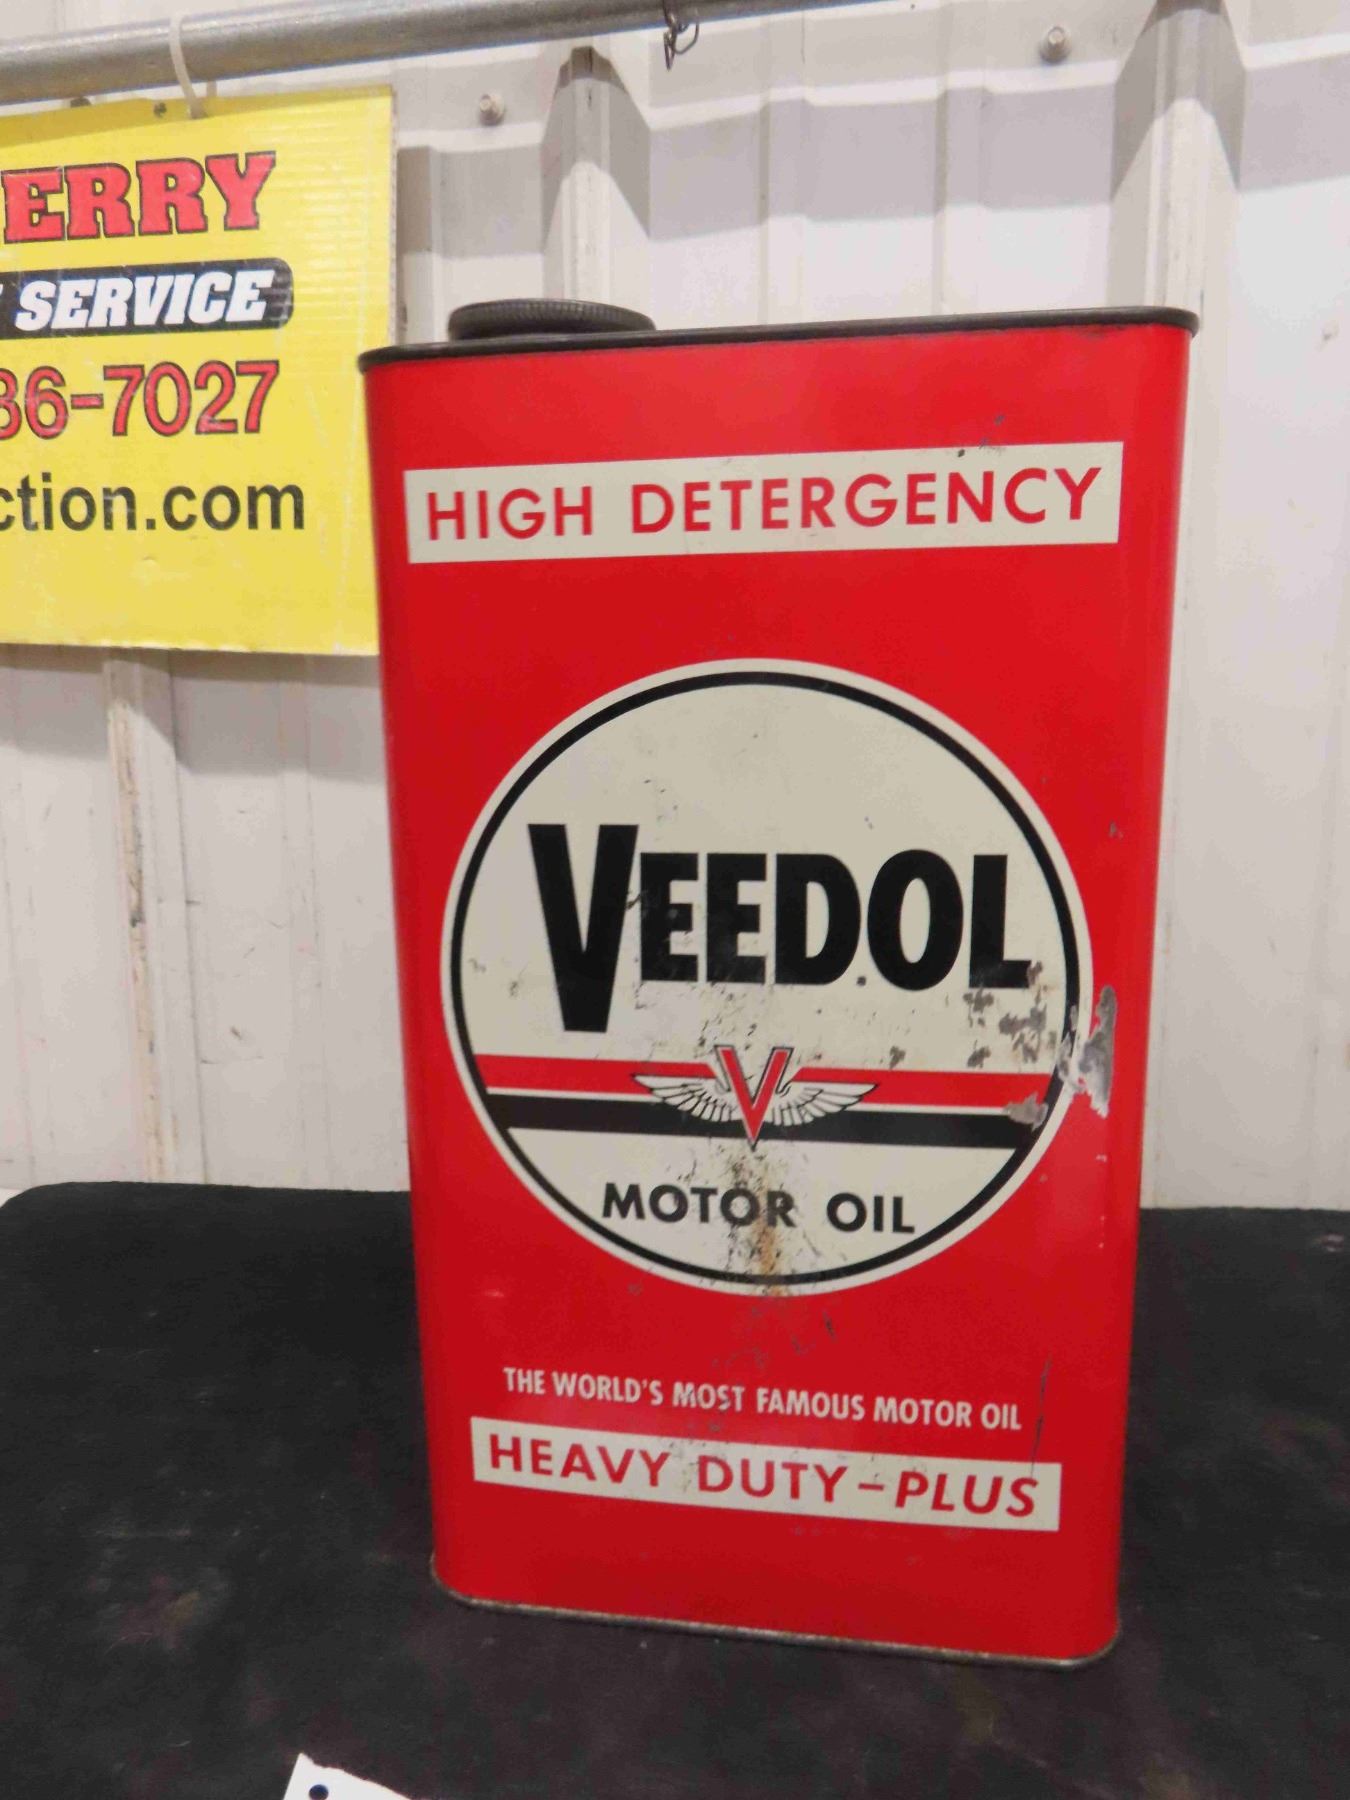 ERRY
SERVICE
36-7027
ction.com
HIGH DETERGENCY
VEEDOL
V
MOTOR OIL
THE WORLD'S MOST FAMOUS MOTOR OIL
HEAVY DUTY-PLUS